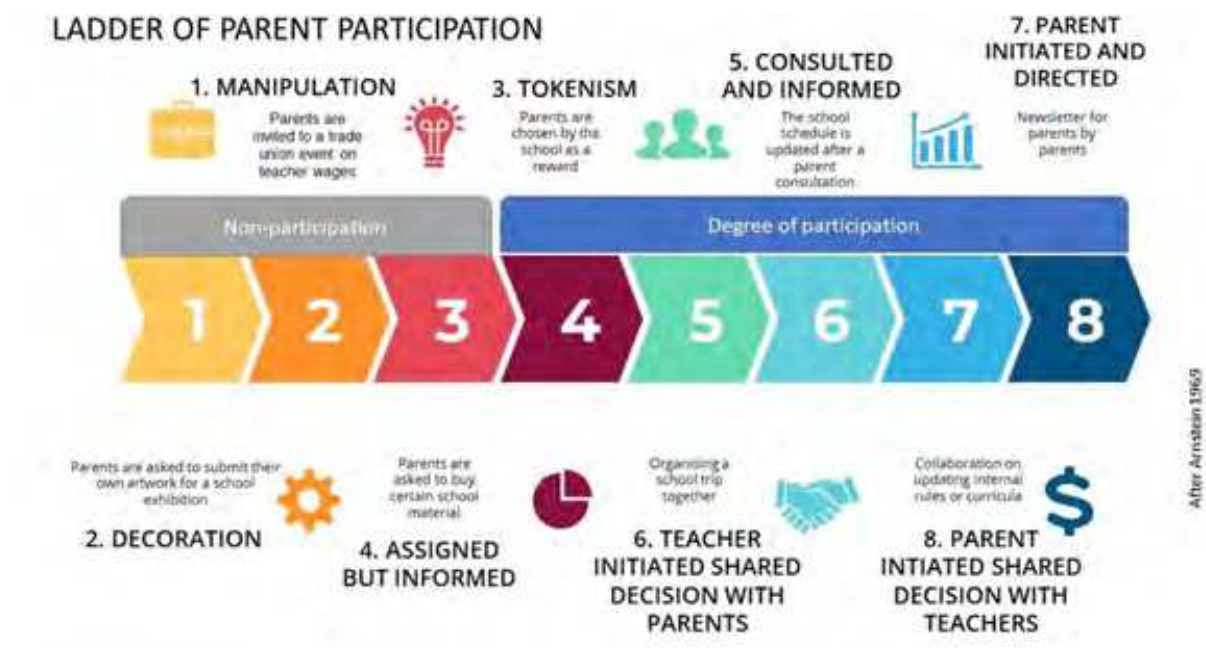 LADDER OF PARENT PARTICIPATION
1. MANIPULATION
Parents are
invited to a trade
union event on
teacher wages
3. TOKENISM
Parents are
chosen by the
school as a
reward
5. CONSULTED
AND INFORMED
The school
schedule is
updated after a
parent
consultation
7. PARENT
INITIATED AND
DIRECTED
Newsletter for
parents by
parents
Non-participation
Degree of participation
1 2 3 4 5 6 7 8
Parents are asked to submit their
own artwork for a school
exhibition
2. DECORATION
Parents are
asked to buy
certain school
material
4. ASSIGNED
BUT INFORMED
Organising a
school trip
together
6. TEACHER
INITIATED SHARED
DECISION WITH
PARENTS
Collaboration on
updating internal
rules or curricula
$
8. PARENT
INTIATED SHARED
DECISION WITH
TEACHERS
After Arnstein 1969